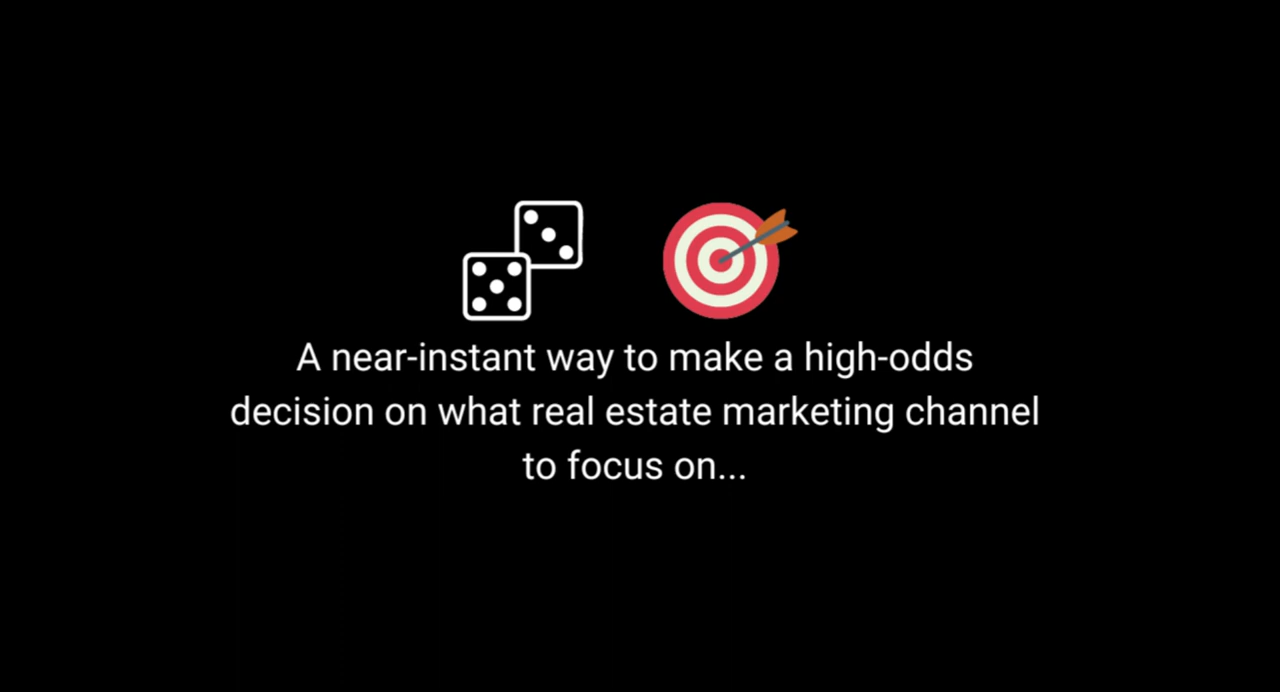 A near-instant way to make a high-odds
decision on what real estate marketing channel
to focus on...